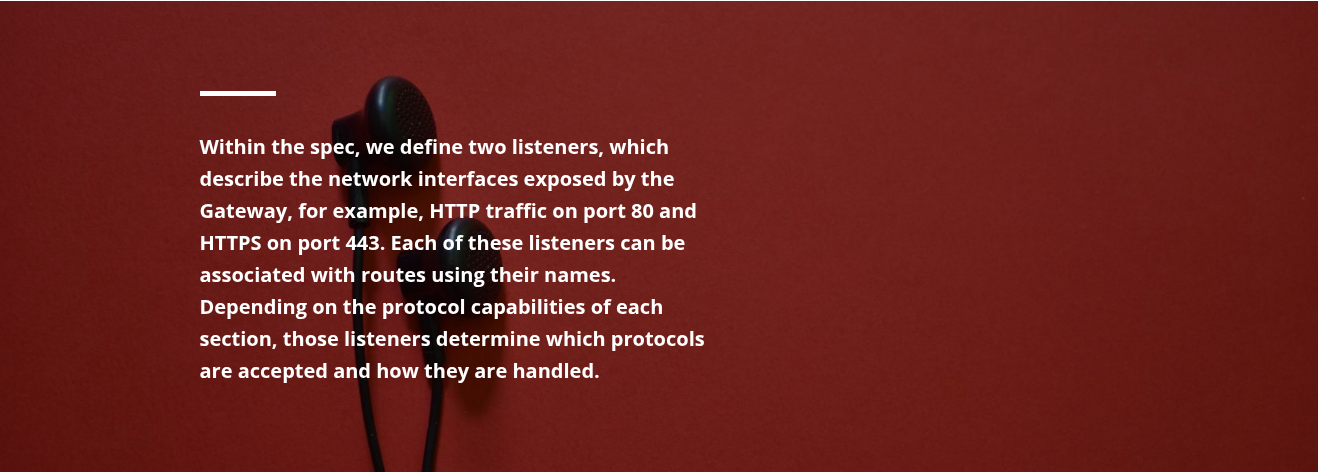 Within the spec, we define two listeners, which
describe the network interfaces exposed by the
Gateway, for example, HTTP traffic on port 80 and
HTTPS on port 443. Each of these listeners can be
associated with routes using their names.
Depending on the protocol capabilities of each
section, those listeners determine which protocols
are accepted and how they are handled.